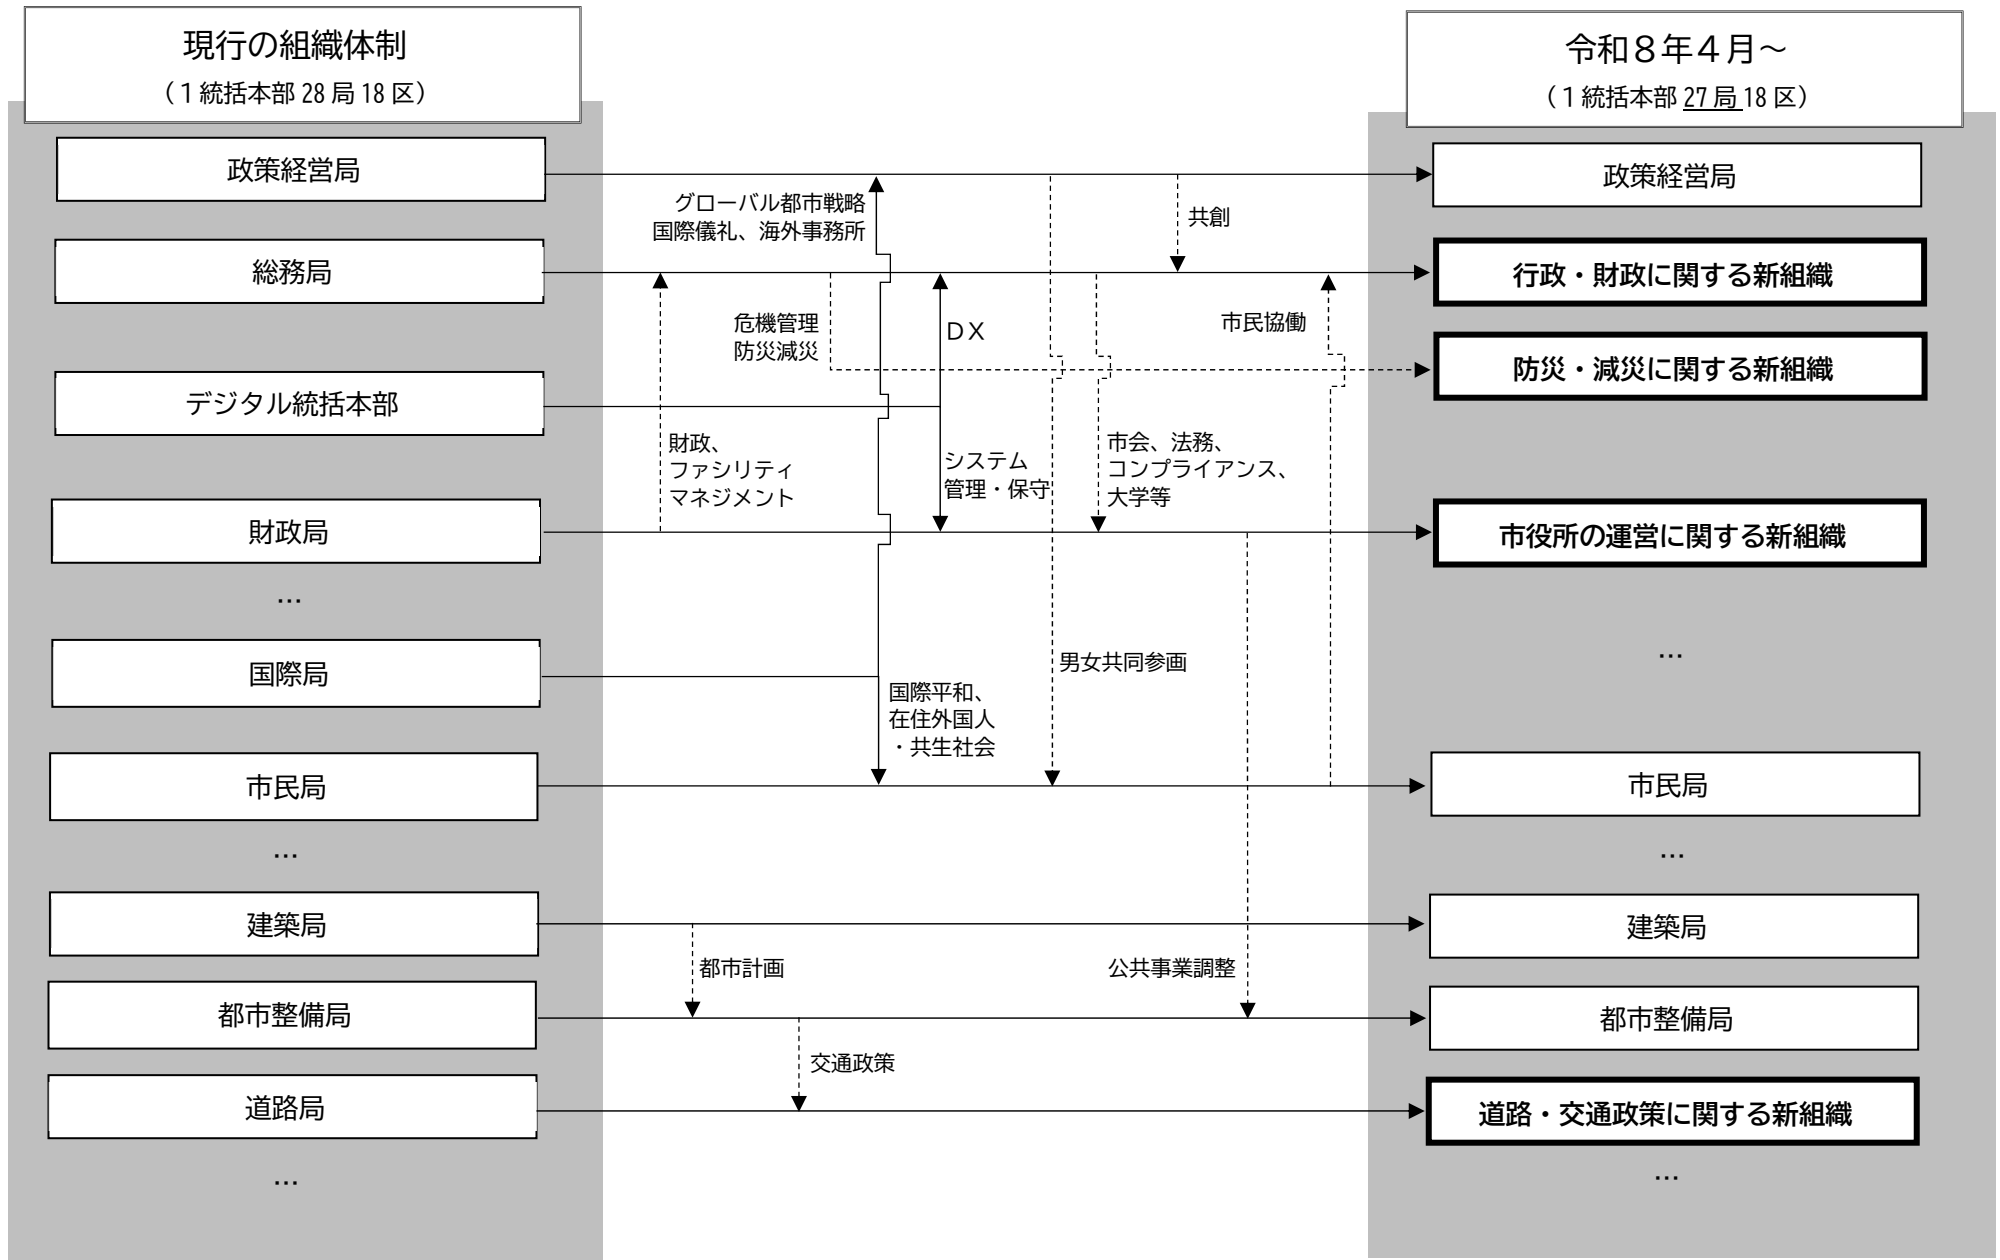 現行の組織体制
（１統括本部 28 局 18 区）
政策経営局
総務局
デジタル統括本部
財政局
…
国際局
市民局
…
建築局
都市整備局
道路局
…
グローバル都市戦略
国際儀礼、海外事務所
共創
危機管理
防災減災
ＤＸ
市民協働
財政、
ファシリティ
マネジメント
システム
管理・保守
市会、法務、
コンプライアンス、
大学等
男女共同参画
国際平和、
在住外国人
・共生社会
都市計画
公共事業調整
交通政策
令和８年４月～
（１統括本部 27 局 18 区）
政策経営局
行政・財政に関する新組織
防災・減災に関する新組織
市役所の運営に関する新組織
…
市民局
…
建築局
都市整備局
道路・交通政策に関する新組織
…